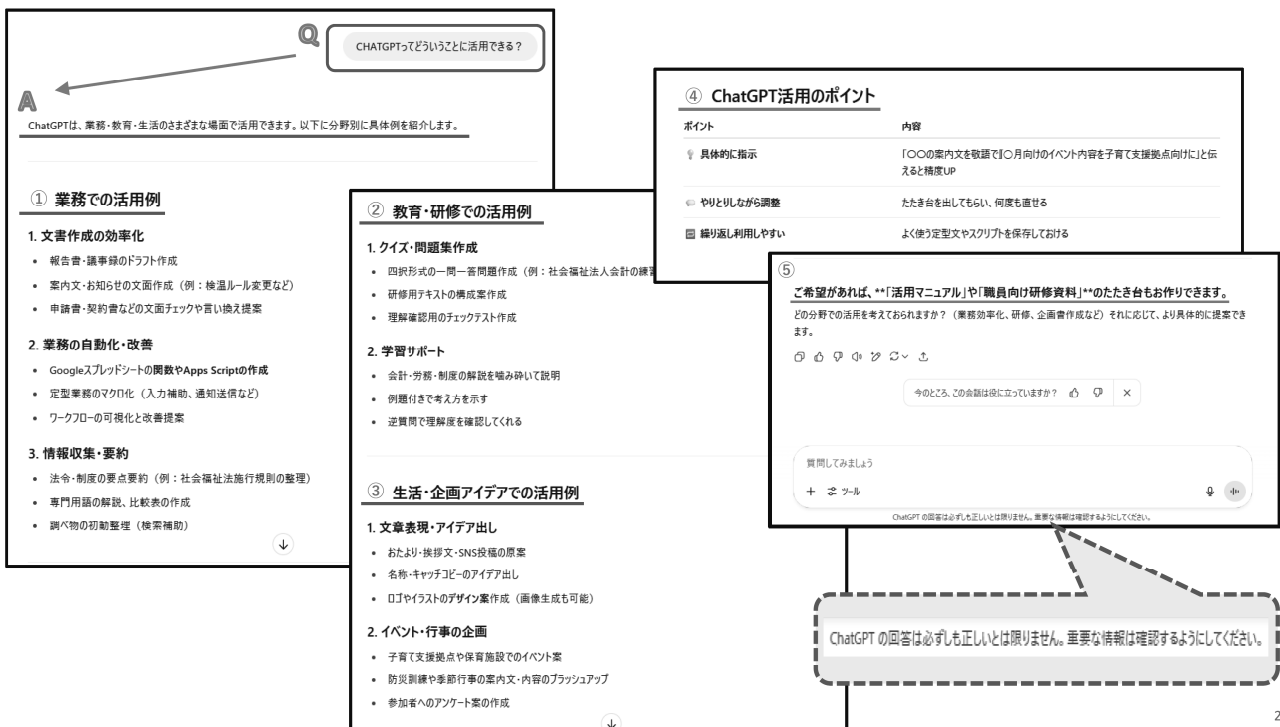 Q
CHATGPTってどういうことに活用できる？
A
ChatGPTは、業務・教育・生活のさまざまな場面で活用できます。以下に分野別に具体例を紹介します。
① 業務での活用例
1. 文書作成の効率化
• 報告書・議事録のドラフト作成
• 案内文・お知らせの文面作成（例：検温ルール変更など）
• 申請書・契約書などの文面チェックや言い換え提案
2. 業務の自動化・改善
• Googleスプレッドシートの関数やApps Scriptの作成
• 定型業務のマクロ化（入力補助、通知送信など）
• ワークフローの可視化と改善提案
3. 情報収集・要約
• 法令・制度の要点要約（例：社会福祉法施行規則の整理）
• 専門用語の解説、比較表の作成
• 調べ物の初動整理（検索補助）
② 教育・研修での活用例
1. クイズ・問題集作成
• 四択形式の一問一答問題作成（例：社会福祉法人会計の練習
• 研修用テキストの構成案作成
• 理解確認用のチェックテスト作成
2. 学習サポート
• 会計・労務・制度の解説を噛み砕いて説明
• 例題付きで考え方を示す
• 逆質問で理解度を確認してくれる
③ 生活・企画アイデアでの活用例
1. 文章表現・アイデア出し
• おたより・挨拶文・SNS投稿の原案
• 名称・キャッチコピーのアイデア出し
• ロゴやイラストのデザイン案作成（画像生成も可能）
2. イベント・行事の企画
• 子育て支援拠点や保育施設でのイベント案
• 防災訓練や季節行事の案内文・内容のブラッシュアップ
• 参加者へのアンケート案の作成
④ ChatGPT活用のポイント
ポイント 内容
具体的に指示 「〇〇の案内文を敬語で」「〇月向けのイベント内容を子育て支援拠点向けに」と伝
えると精度UP
やりとりしながら調整 たたき台を出してもらい、何度も直せる
繰り返し利用しやすい よく使う定型文やスクリプトを保存しておける
⑤
ご希望があれば、**「活用マニュアル」や「職員向け研修資料」**のたたき台もお作りできます。
どの分野での活用を考えておられますか？（業務効率化、研修、企画書作成など）それに応じて、より具体的に提案でき
ます。
今のところ、この会話は役に立っていますか？
質問してみましょう
ツール
ChatGPT の回答は必ずしも正しいとは限りません。重要な情報は確認するようにしてください。
ChatGPT の回答は必ずしも正しいとは限りません。重要な情報は確認するようにしてください。
2